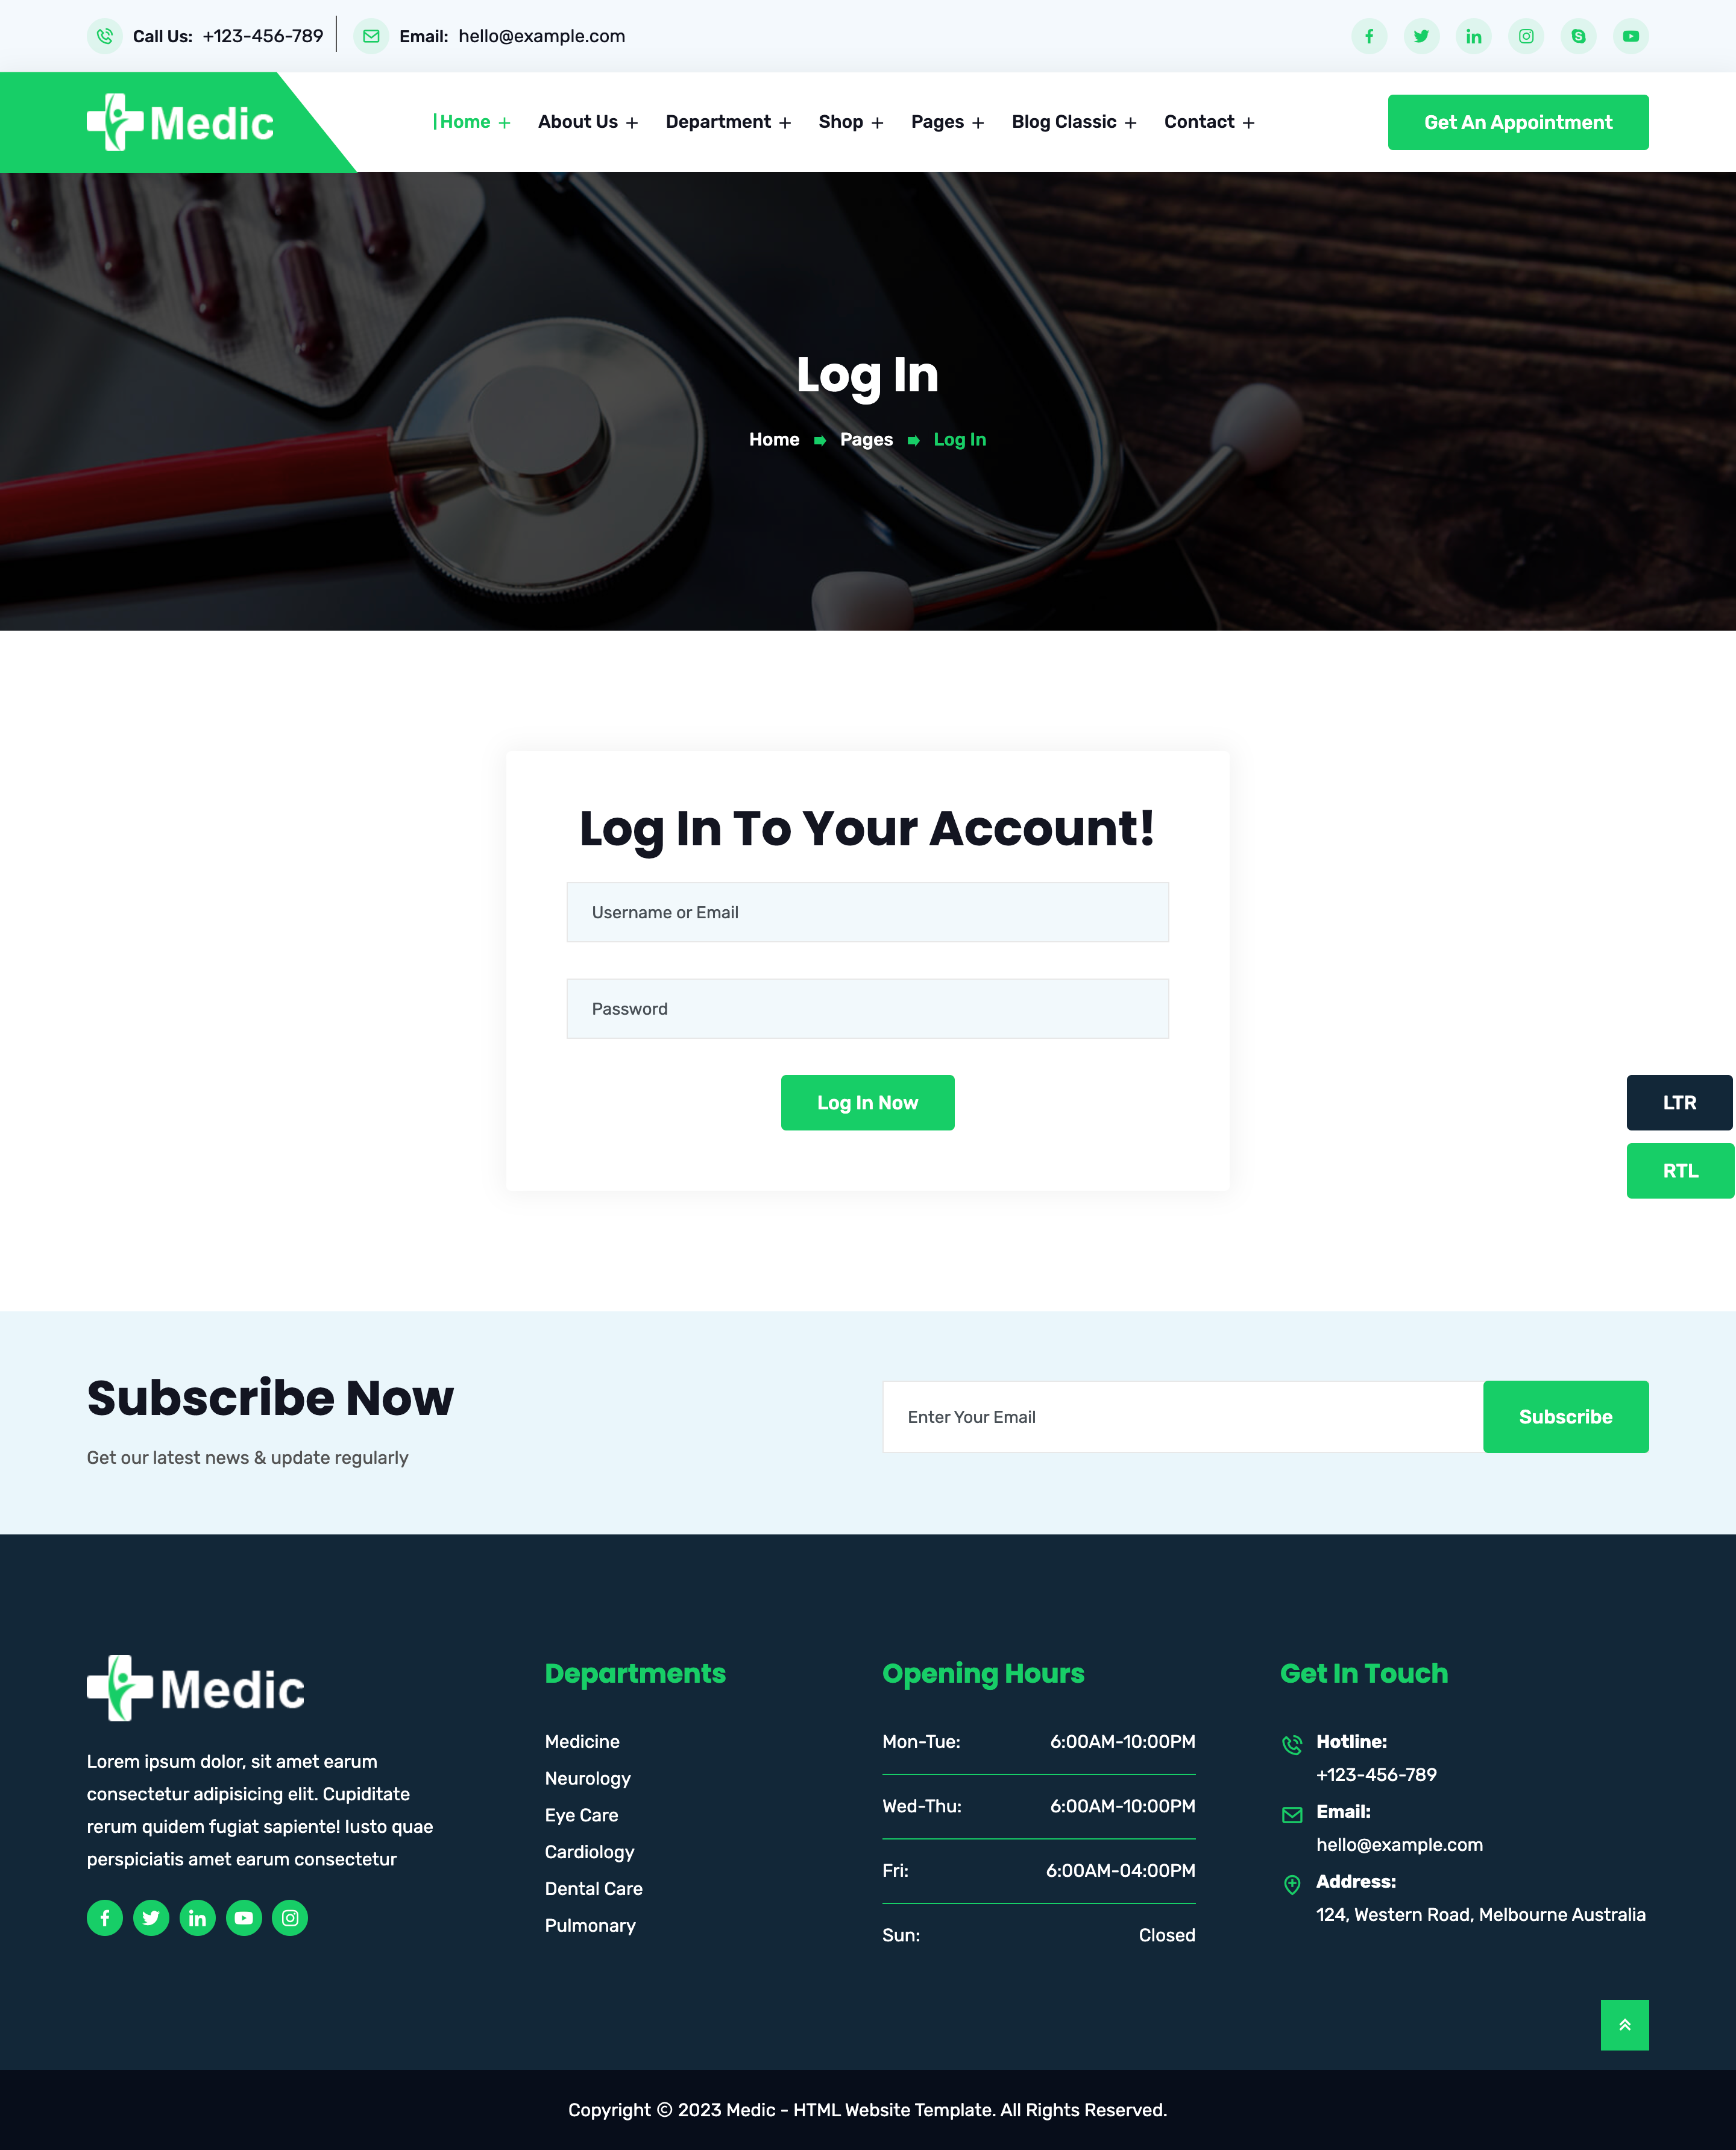 Call Us: +123-456-789 Email: hello@example.com
Medic
Home + About Us + Department + Shop + Pages + Blog Classic + Contact +
Get An Appointment
Log In
Home Pages Log In
Log In To Your Account!
Username or Email
Password
Log In Now
LTR
RTL
Subscribe Now
Get our latest news & update regularly
Enter Your Email
Subscribe
Medic
Lorem ipsum dolor, sit amet earum
consectetur adipisicing elit. Cupiditate
rerum quidem fugiat sapiente! Iusto quae
perspiciatis amet earum consectetur
Departments
Medicine
Neurology
Eye Care
Cardiology
Dental Care
Pulmonary
Opening Hours
Mon-Tue: 6:00AM-10:00PM
Wed-Thu: 6:00AM-10:00PM
Fri: 6:00AM-04:00PM
Sun: Closed
Get In Touch
Hotline:
+123-456-789
Email:
hello@example.com
Address:
124, Western Road, Melbourne Australia
Copyright © 2023 Medic - HTML Website Template. All Rights Reserved.